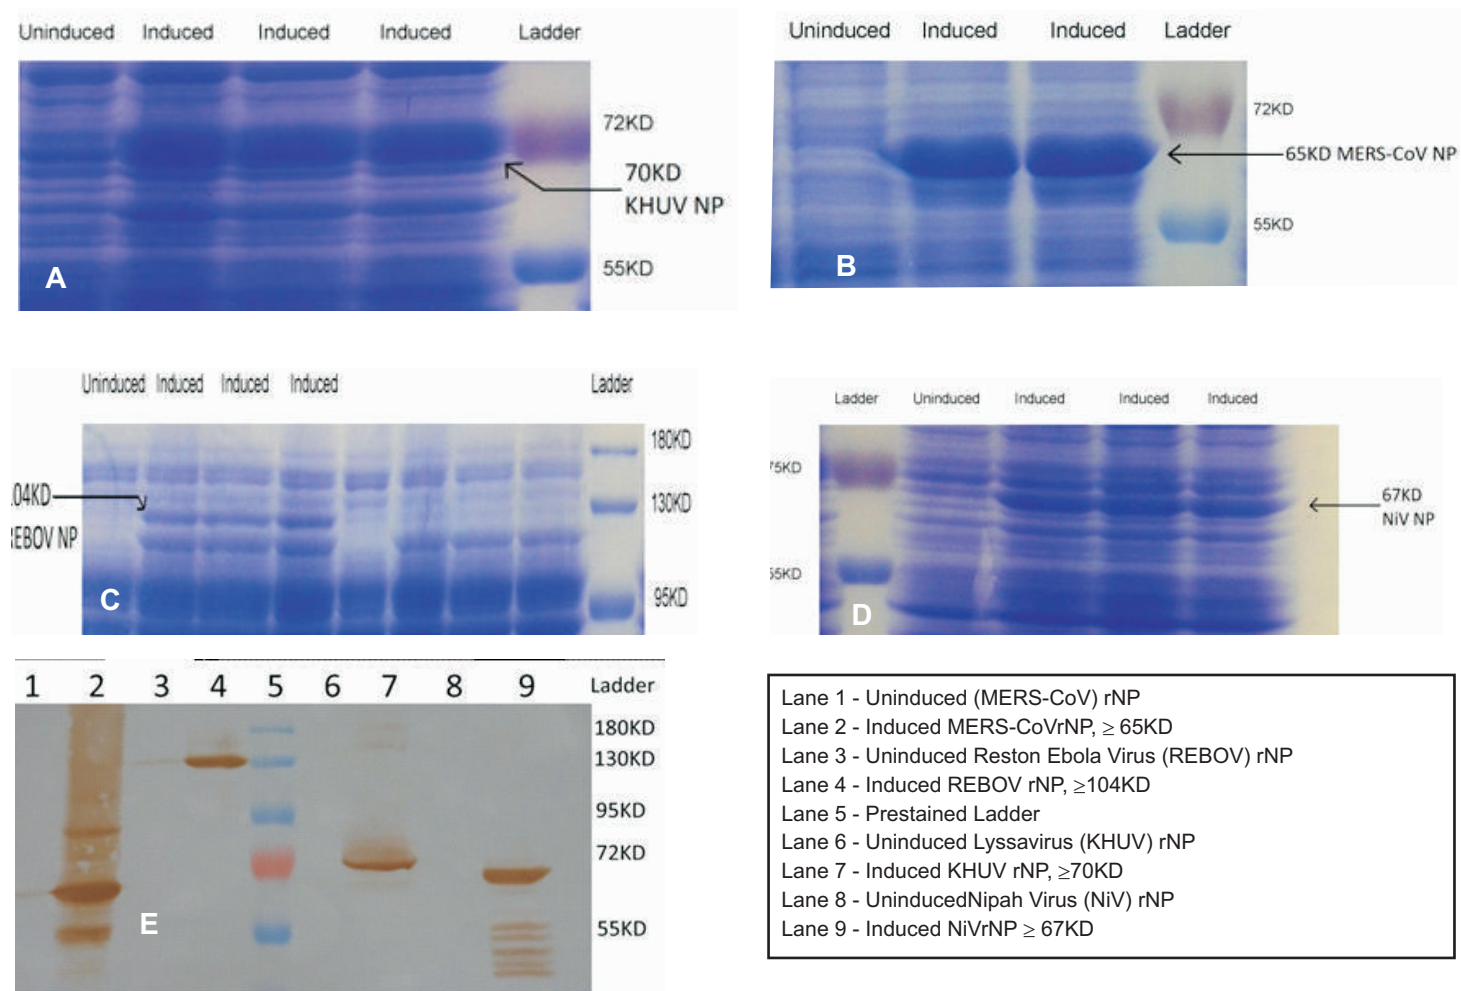 Uninduced Induced Induced Induced Ladder
72KD
70KD
KHUV NP
55KD
A
Uninduced Induced Induced Ladder
72KD
65KD MERS-CoV NP
55KD
B
Uninduced Induced Induced Induced Ladder
180KD
04KD
130KD
EBOV NP
95KD
C
Ladder Uninduced Induced Induced Induced
75KD
67KD
NiV NP
55KD
D
1 2 3 4 5 6 7 8 9 Ladder
180KD
130KD
95KD
72KD
55KD
E
Lane 1 - Uninduced (MERS-CoV) rNP
Lane 2 - Induced MERS-CoVrNP, ≥ 65KD
Lane 3 - Uninduced Reston Ebola Virus (REBOV) rNP
Lane 4 - Induced REBOV rNP, ≥104KD
Lane 5 - Prestained Ladder
Lane 6 - Uninduced Lyssavirus (KHUV) rNP
Lane 7 - Induced KHUV rNP, ≥70KD
Lane 8 - UninducedNipah Virus (NiV) rNP
Lane 9 - Induced NiVrNP ≥ 67KD